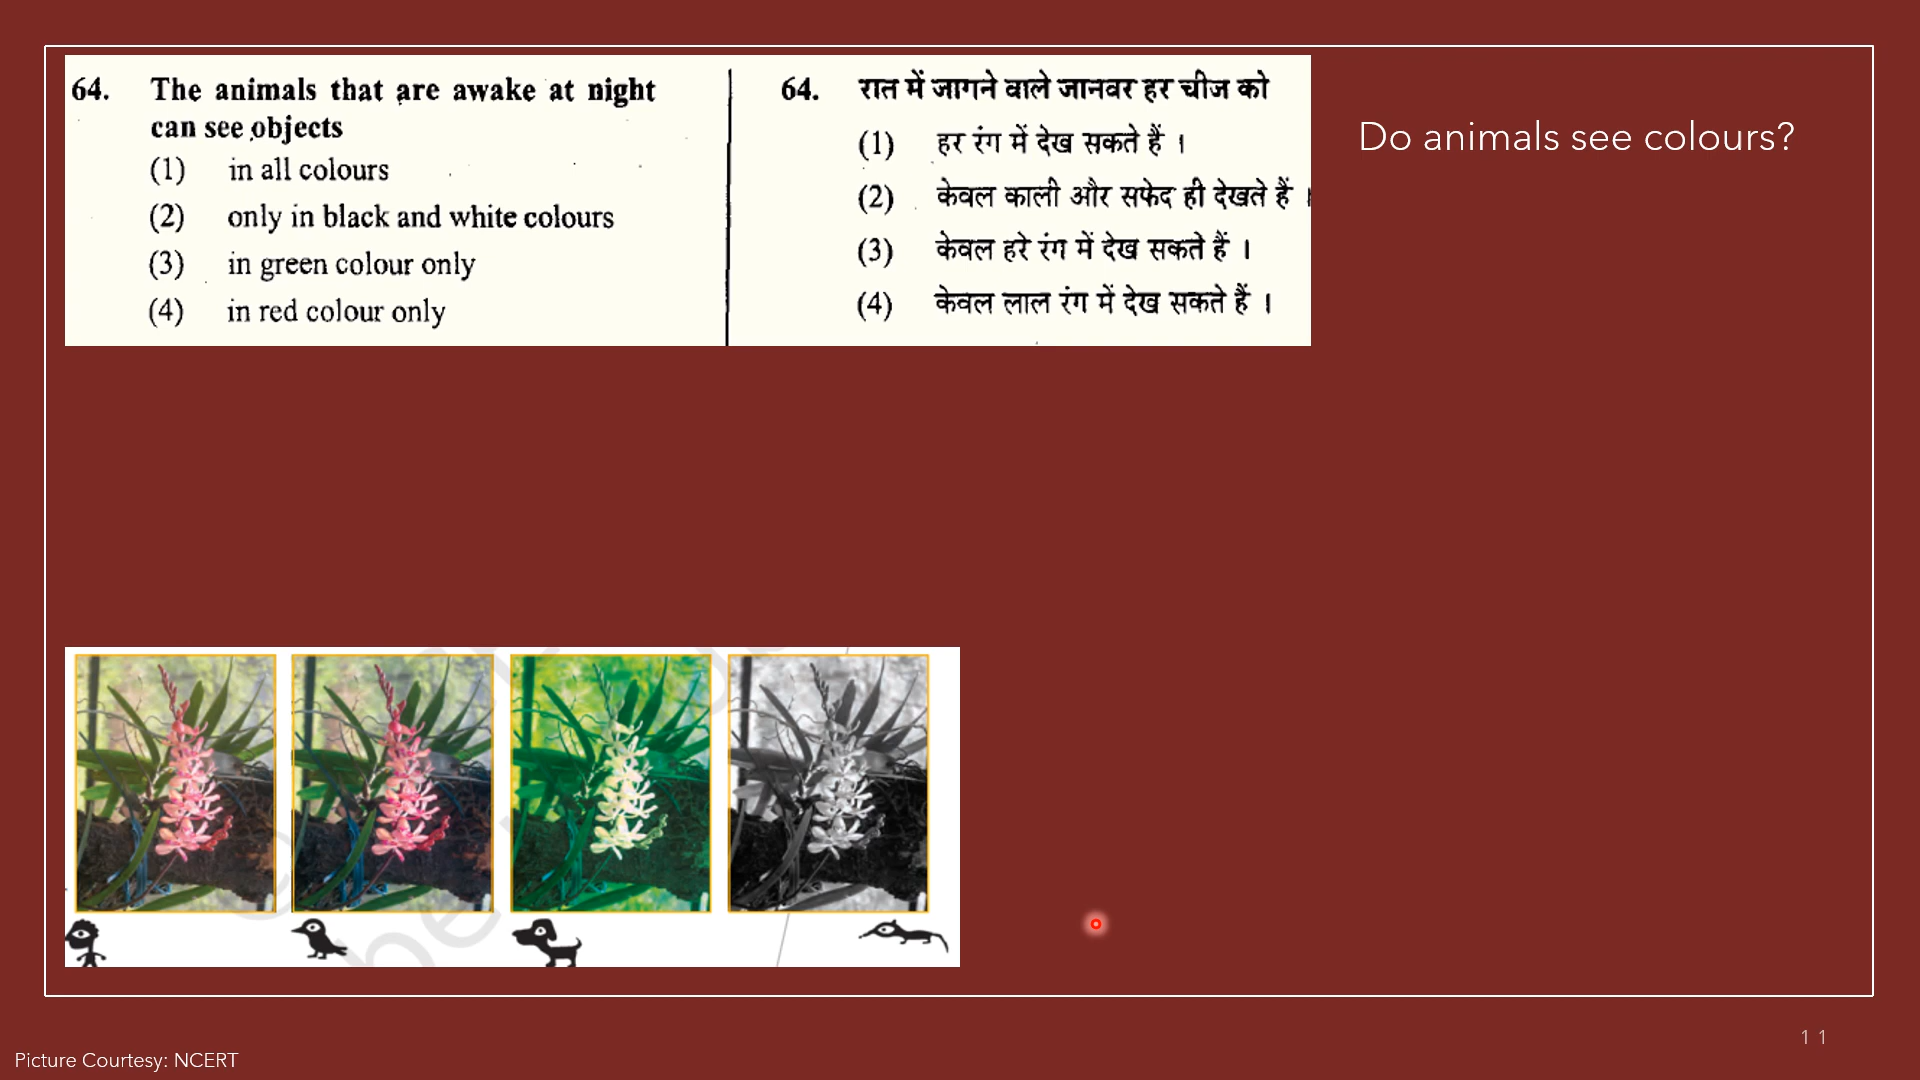 64. The animals that are awake at night
can see objects
(1) in all colours
(2) only in black and white colours
(3) in green colour only
(4) in red colour only
64. रात में जागने वाले जानवर हर चीज को
(1) हर रंग में देख सकते हैं ।
(2) केवल काली और सफेद ही देखते हैं ।
(3) केवल हरे रंग में देख सकते हैं ।
(4) केवल लाल रंग में देख सकते हैं ।
Do animals see colours?
11
Picture Courtesy: NCERT